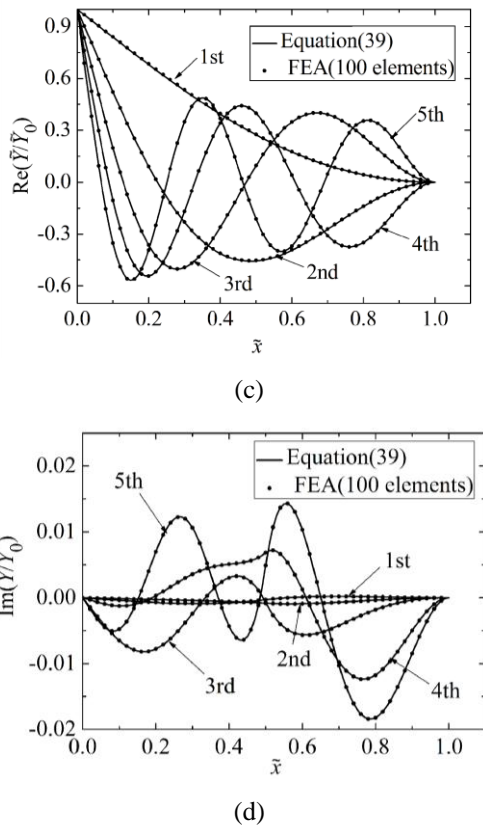 0.9
0.6
0.3
0.0
-0.3
-0.6
Re(Ỹ/Ỹ₀)
Equation(39)
FEA(100 elements)
1st
5th
4th
2nd
3rd
0.0 0.2 0.4 0.6 0.8 1.0
x̃
(c)
0.02
0.01
0.00
-0.01
-0.02
Im(Y/Y₀)
Equation(39)
FEA(100 elements)
5th
1st
2nd
3rd
4th
0.0 0.2 0.4 0.6 0.8 1.0
x̃
(d)